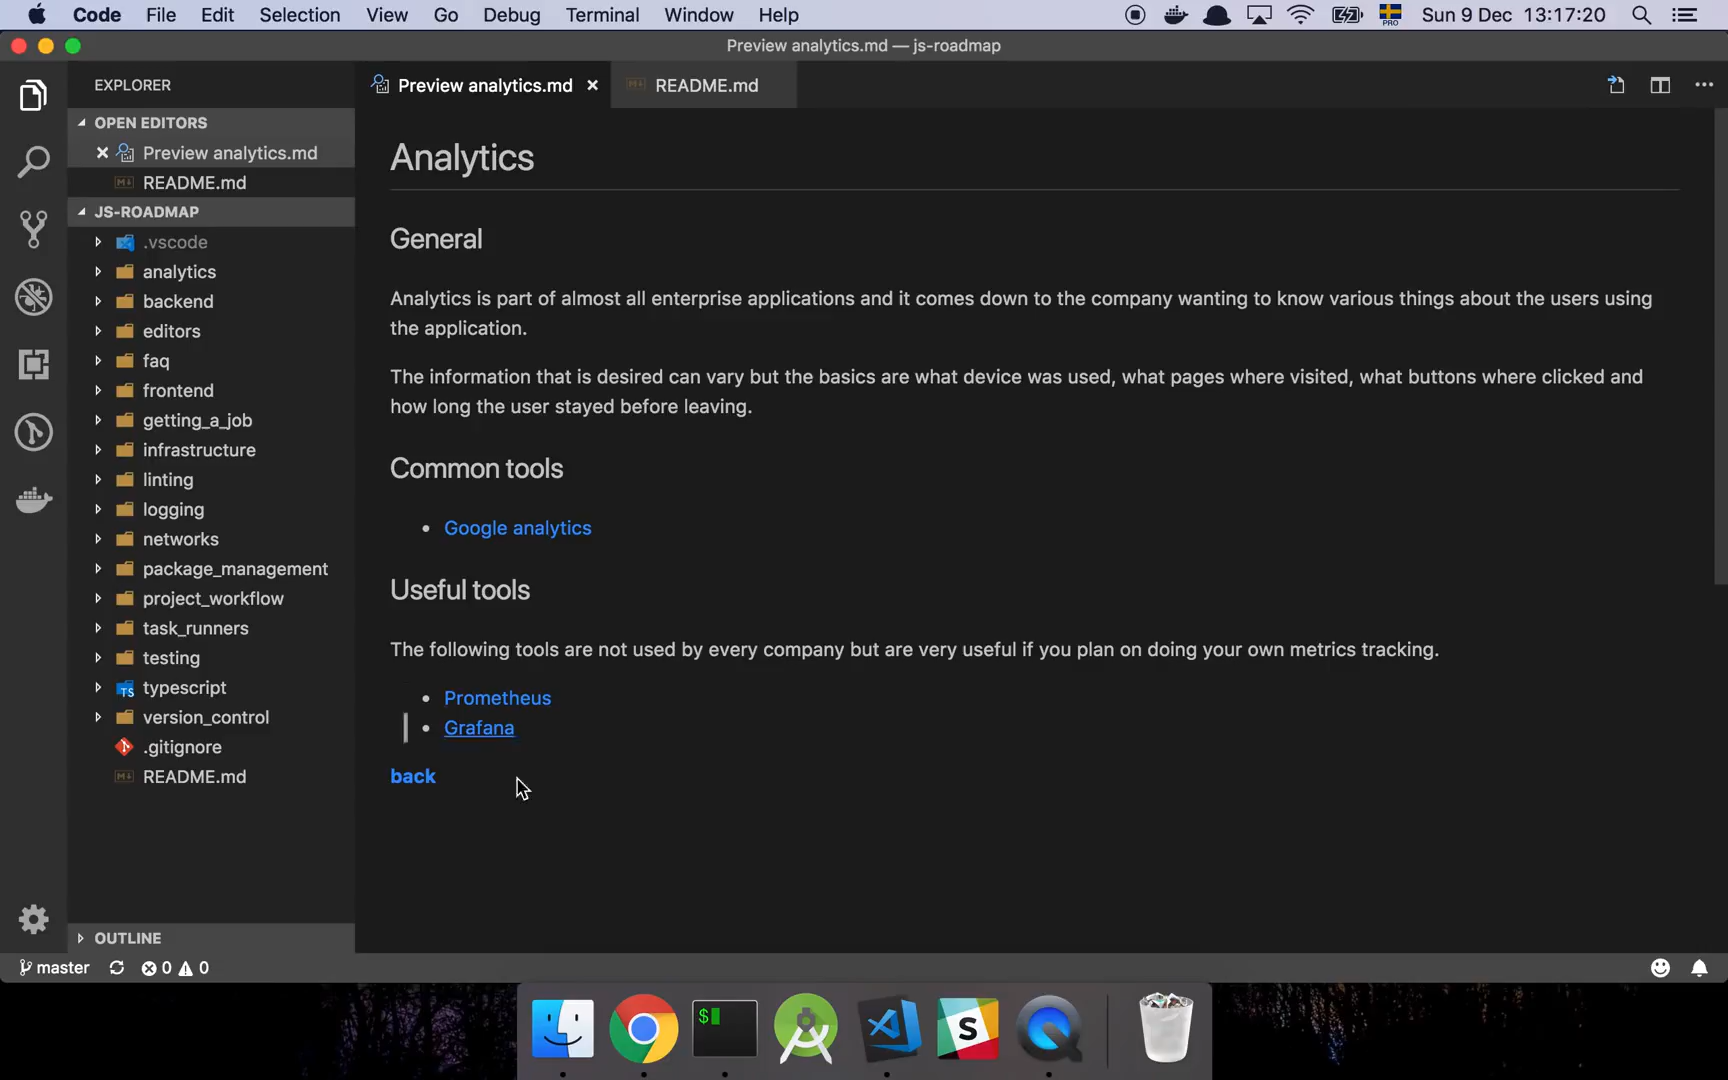 Code File Edit Selection View Go Debug Terminal Window Help PRO Sun 9 Dec 13:17:20
Preview analytics.md — js-roadmap
EXPLORER
Preview analytics.md
README.md
OPEN EDITORS
Preview analytics.md
README.md
JS-ROADMAP
.vscode
analytics
backend
editors
faq
frontend
getting_a_job
infrastructure
linting
logging
networks
package_management
project_workflow
task_runners
testing
TS typescript
version_control
.gitignore
README.md
OUTLINE
Analytics
General
Analytics is part of almost all enterprise applications and it comes down to the company wanting to know various things about the users using
the application.
The information that is desired can vary but the basics are what device was used, what pages where visited, what buttons where clicked and
how long the user stayed before leaving.
Common tools
• Google analytics
Useful tools
The following tools are not used by every company but are very useful if you plan on doing your own metrics tracking.
• Prometheus
• Grafana
back
master 0 0
$
S